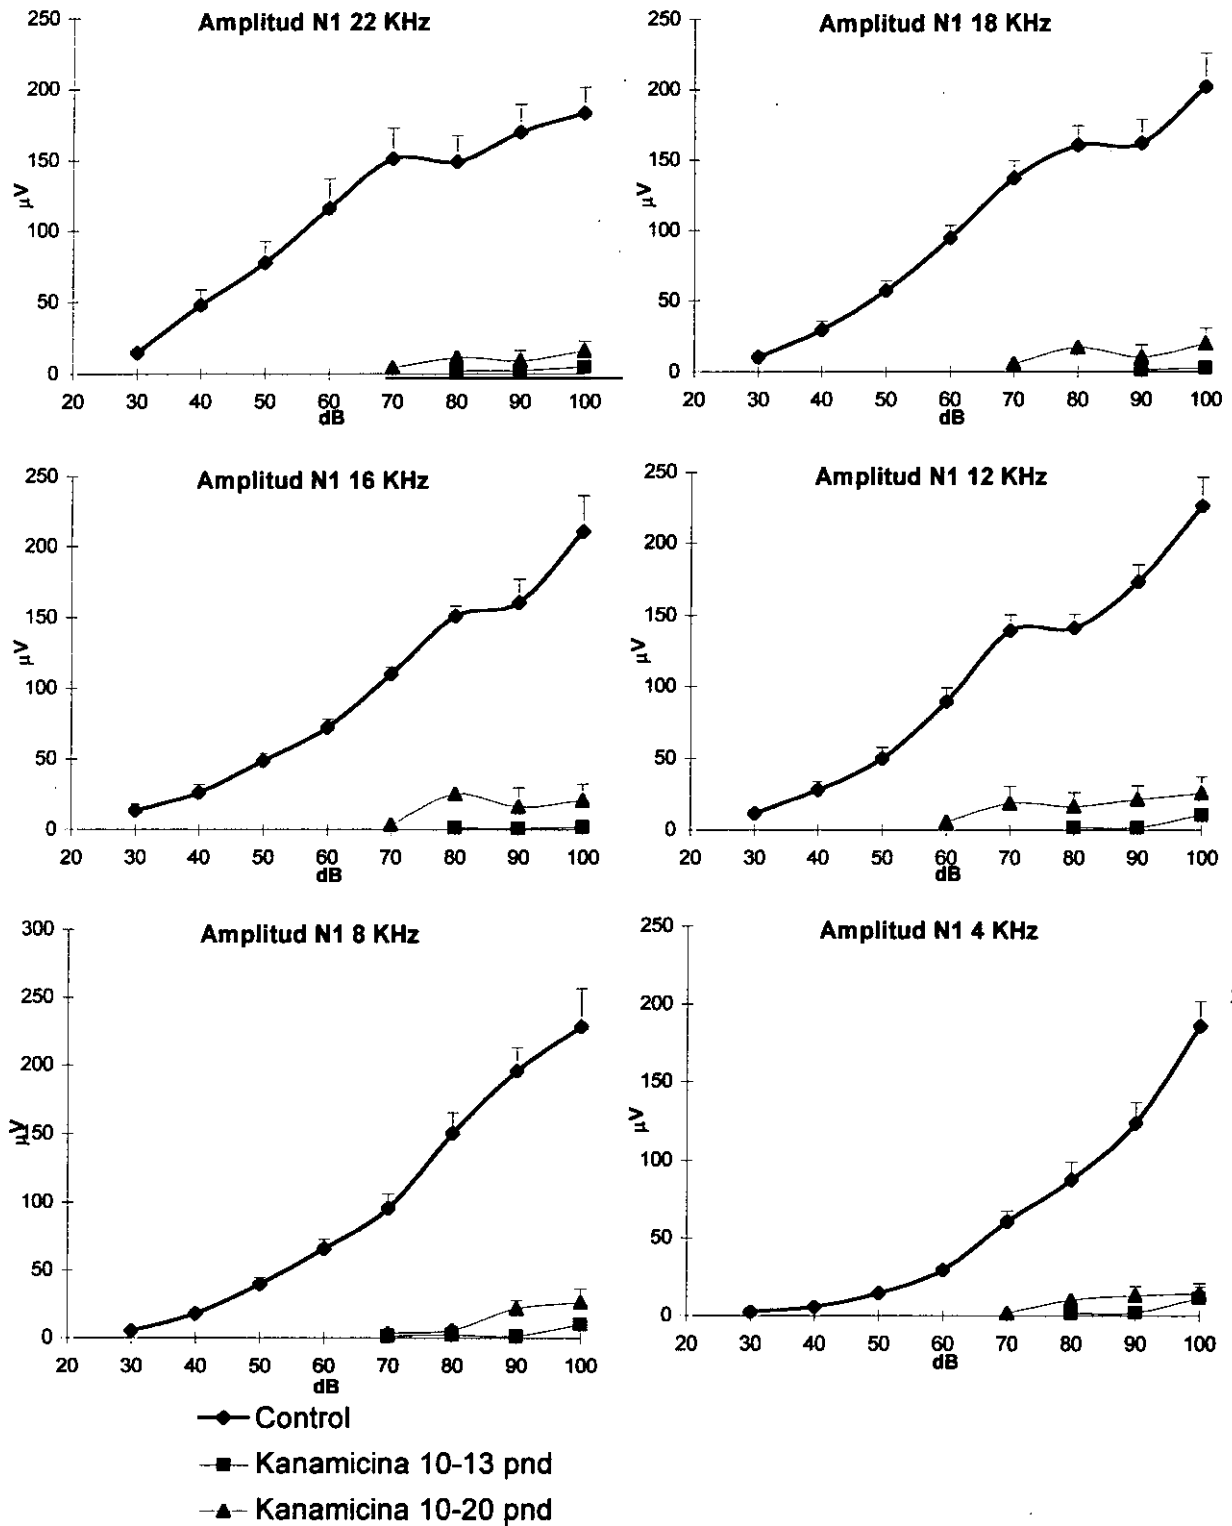 Amplitud N1 22 KHz
250
200
150
100
50
0
µV
20 30 40 50 60 70 80 90 100
dB
Amplitud N1 18 KHz
250
200
150
100
50
0
µV
20 30 40 50 60 70 80 90 100
dB
Amplitud N1 16 KHz
250
200
150
100
50
0
µV
20 30 40 50 60 70 80 90 100
dB
Amplitud N1 12 KHz
250
200
150
100
50
0
µV
20 30 40 50 60 70 80 90 100
dB
Amplitud N1 8 KHz
300
250
200
150
100
50
0
µV
20 30 40 50 60 70 80 90 100
dB
Amplitud N1 4 KHz
250
200
150
100
50
0
µV
20 30 40 50 60 70 80 90 100
dB
Control
Kanamicina 10-13 pnd
Kanamicina 10-20 pnd